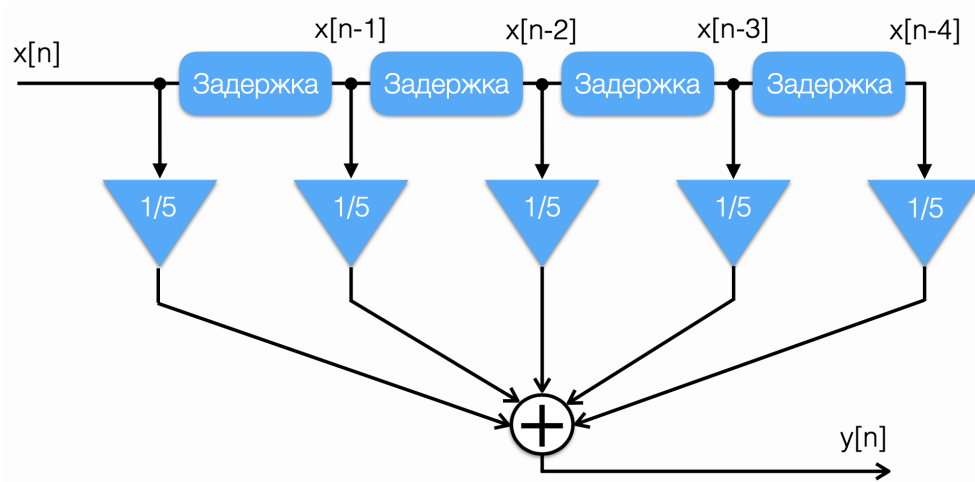 x[n] x[n-1] x[n-2] x[n-3] x[n-4]
Задержка Задержка Задержка Задержка
1/5 1/5 1/5 1/5 1/5
+
y[n]